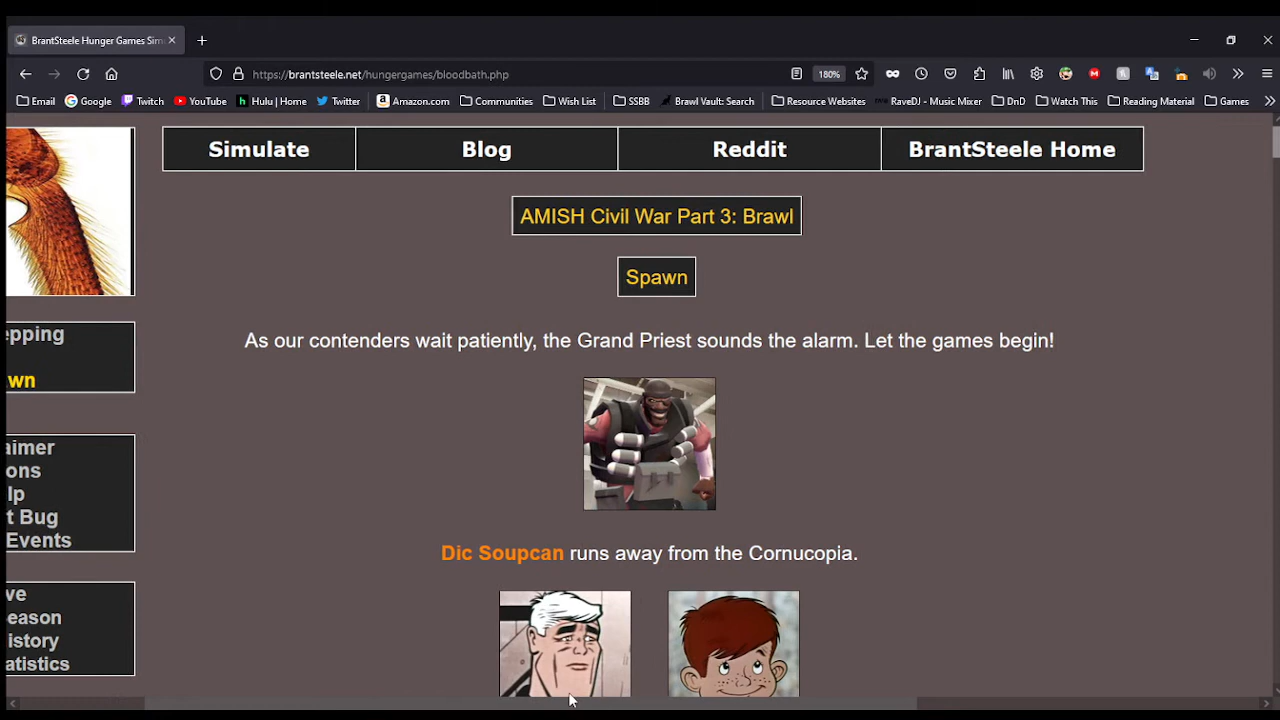 BrantSteele Hunger Games Sim
https://brantsteele.net/hungergames/bloodbath.php
180%
Email
Google
Twitch
YouTube
Hulu | Home
Twitter
Amazon.com
Communities
Wish List
SSBB
Brawl Vault: Search
Resource Websites
RaveDJ - Music Mixer
DnD
Watch This
Reading Material
Games
Simulate
Blog
Reddit
BrantSteele Home
AMISH Civil War Part 3: Brawl
Spawn
As our contenders wait patiently, the Grand Priest sounds the alarm. Let the games begin!
Dic Soupcan runs away from the Cornucopia.
epping
wn
aimer
ons
lp
t Bug
Events
ve
eason
istory
atistics